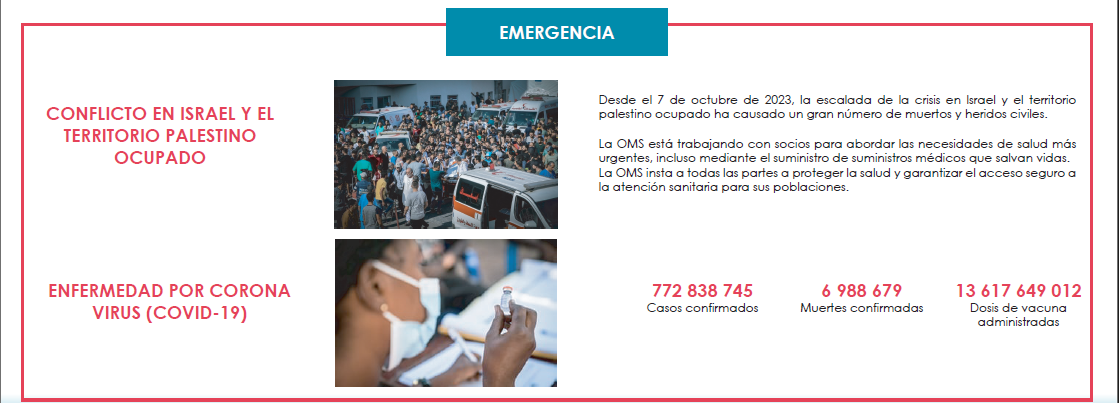 EMERGENCIA
CONFLICTO EN ISRAEL Y EL
TERRITORIO PALESTINO
OCUPADO
Desde el 7 de octubre de 2023, la escalada de la crisis en Israel y el territorio
palestino ocupado ha causado un gran número de muertos y heridos civiles.
La OMS está trabajando con socios para abordar las necesidades de salud más
urgentes, incluso mediante el suministro de suministros médicos que salvan vidas.
La OMS insta a todas las partes a proteger la salud y garantizar el acceso seguro a
la atención sanitaria para sus poblaciones.
ENFERMEDAD POR CORONA
VIRUS (COVID-19)
772 838 745
Casos confirmados
6 988 679
Muertes confirmadas
13 617 649 012
Dosis de vacuna
administradas